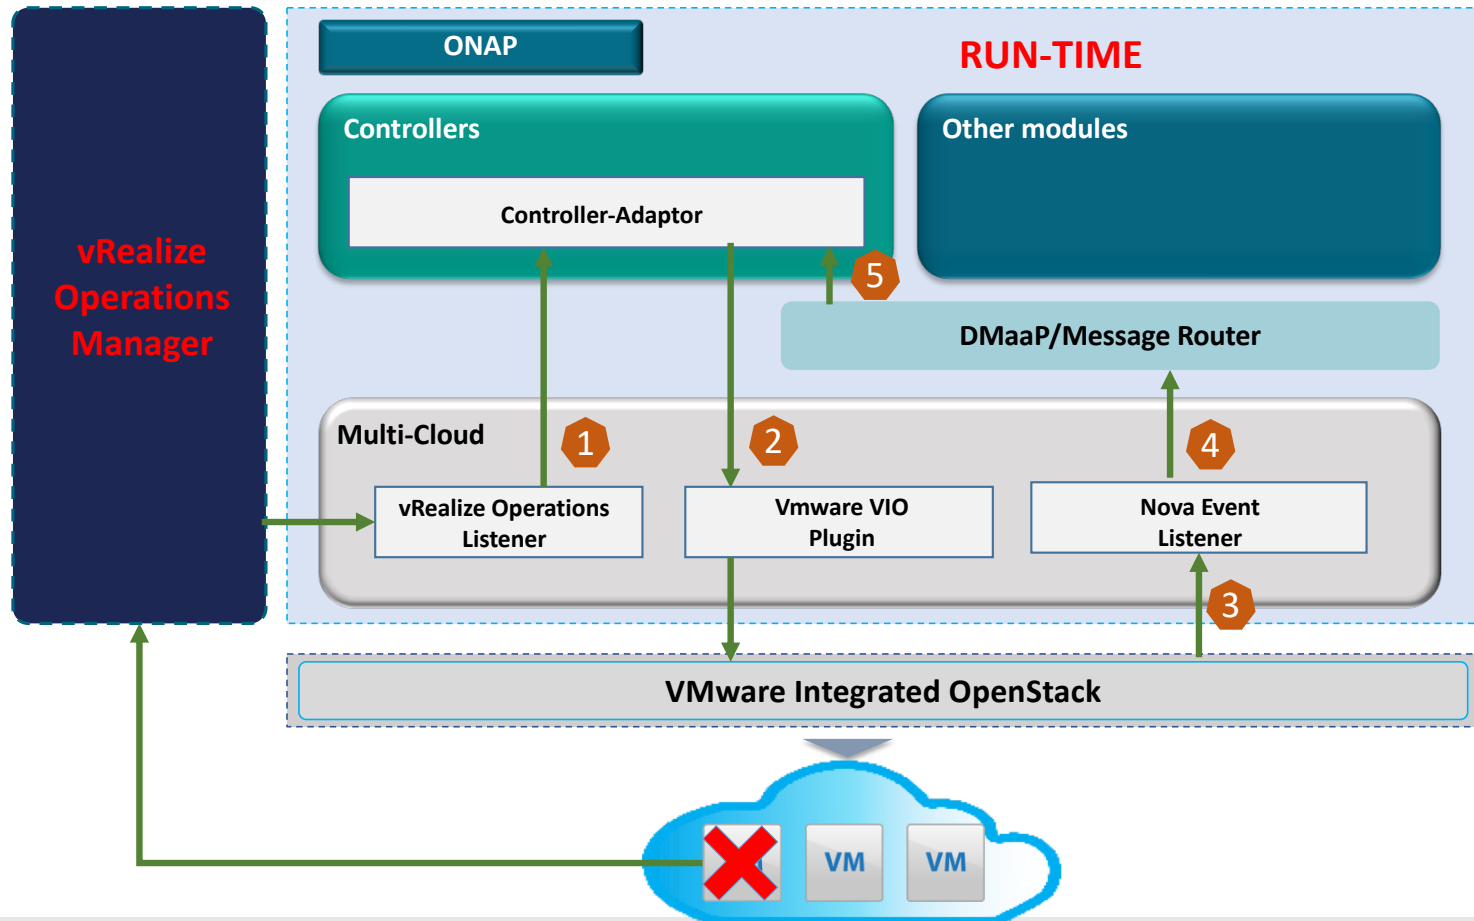 ONAP
RUN-TIME
Controllers
Other modules
Controller-Adaptor
vRealize
Operations
Manager
5
DMaaP/Message Router
Multi-Cloud
1
2
4
vRealize Operations
Listener
Vmware VIO
Plugin
Nova Event
Listener
3
VMware Integrated OpenStack
VM
VM